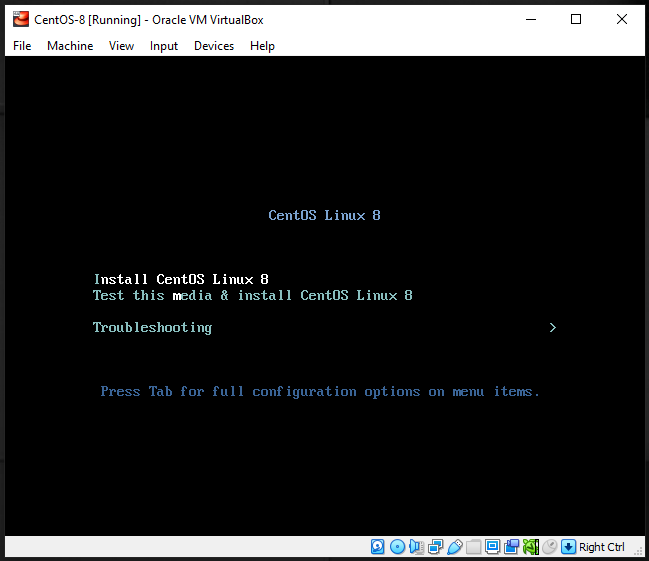 CentOS-8 [Running] - Oracle VM VirtualBox
File Machine View Input Devices Help
CentOS Linux 8
Install CentOS Linux 8
Test this media & install CentOS Linux 8
Troubleshooting >
Press Tab for full configuration options on menu items.
Right Ctrl